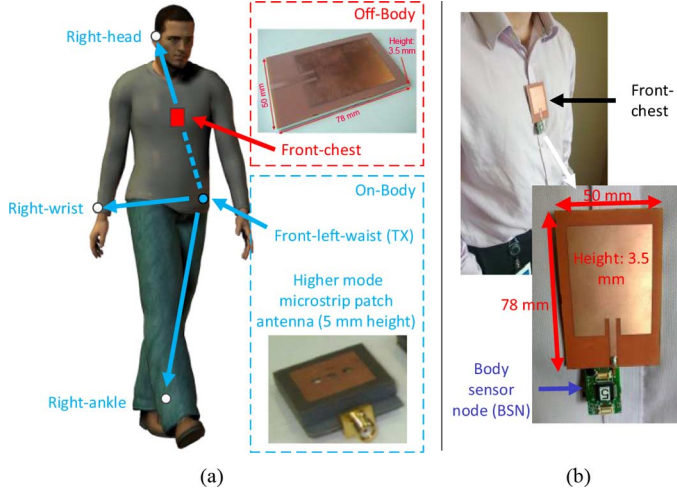 Right-head
Right-wrist
Right-ankle
Front-chest
Front-left-waist (TX)
Off-Body
Height:
3.5 mm
50 mm
78 mm
On-Body
Higher mode
microstrip patch
antenna (5 mm height)
(a)
Front-
chest
50 mm
Height: 3.5
mm
78 mm
Body
sensor
node (BSN)
5
(b)